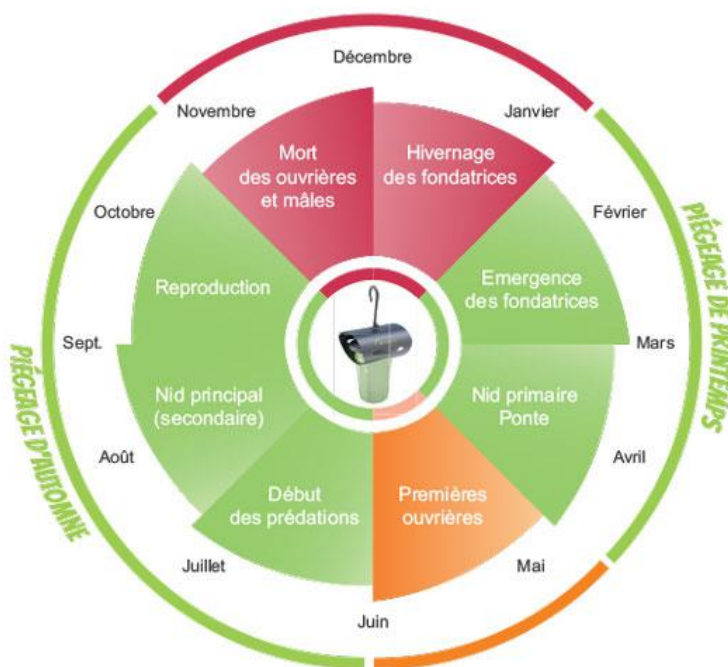 Décembre
Novembre
Janvier
Mort
des ouvrières
et mâles
Hivernage
des fondatrices
Octobre
Février
Reproduction
Emergence
des fondatrices
PIÉGEAGE DE PRINTEMPS
Sept.
Mars
Nid principal
(secondaire)
Nid primaire
Ponte
PIÉGEAGE D'AUTOMNE
Août
Avril
Début
des prédations
Premières
ouvrières
Juillet
Mai
Juin